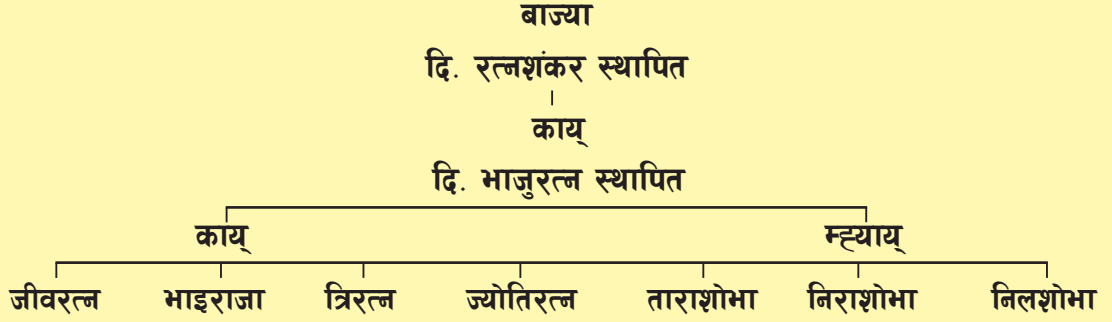 बाज्या
दि. रत्नशंकर स्थापित
काय्
दि. भाजुरत्न स्थापित
काय् म्ह्याय्
जीवरत्न भाइराजा त्रिरत्न ज्योतिरत्न ताराशोभा निराशोभा निलशोभा